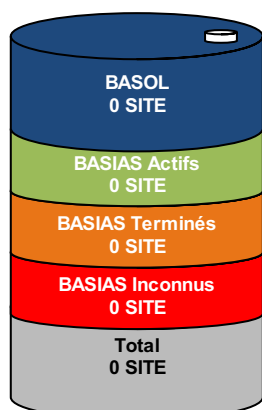 BASOL
0 SITE
BASIAS Actifs
0 SITE
BASIAS Terminés
0 SITE
BASIAS Inconnus
0 SITE
Total
0 SITE